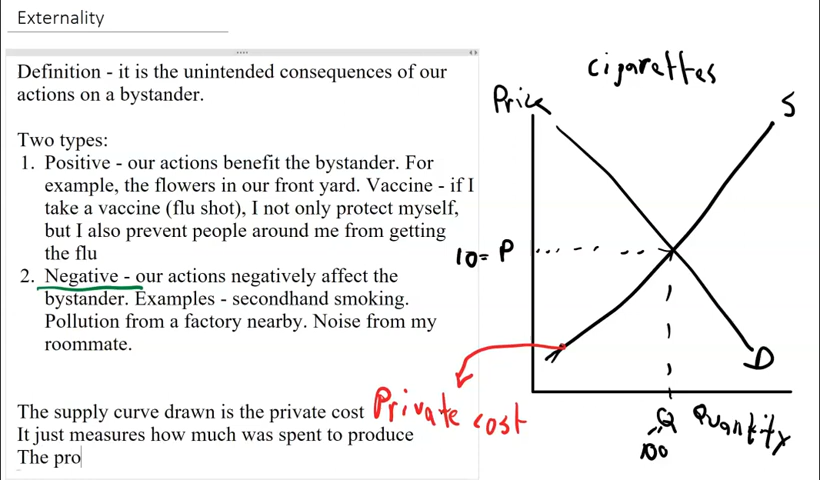 Externality
Definition - it is the unintended consequences of our
actions on a bystander.
Two types:
1. Positive - our actions benefit the bystander. For
example, the flowers in our front yard. Vaccine - if I
take a vaccine (flu shot), I not only protect myself,
but I also prevent people around me from getting
the flu
2. Negative - our actions negatively affect the
bystander. Examples - secondhand smoking.
Pollution from a factory nearby. Noise from my
roommate.
The supply curve drawn is the private cost
It just measures how much was spent to produce
The pro
cigarettes
Price
S
10 = P
D
Private cost
Q
Quantity
100